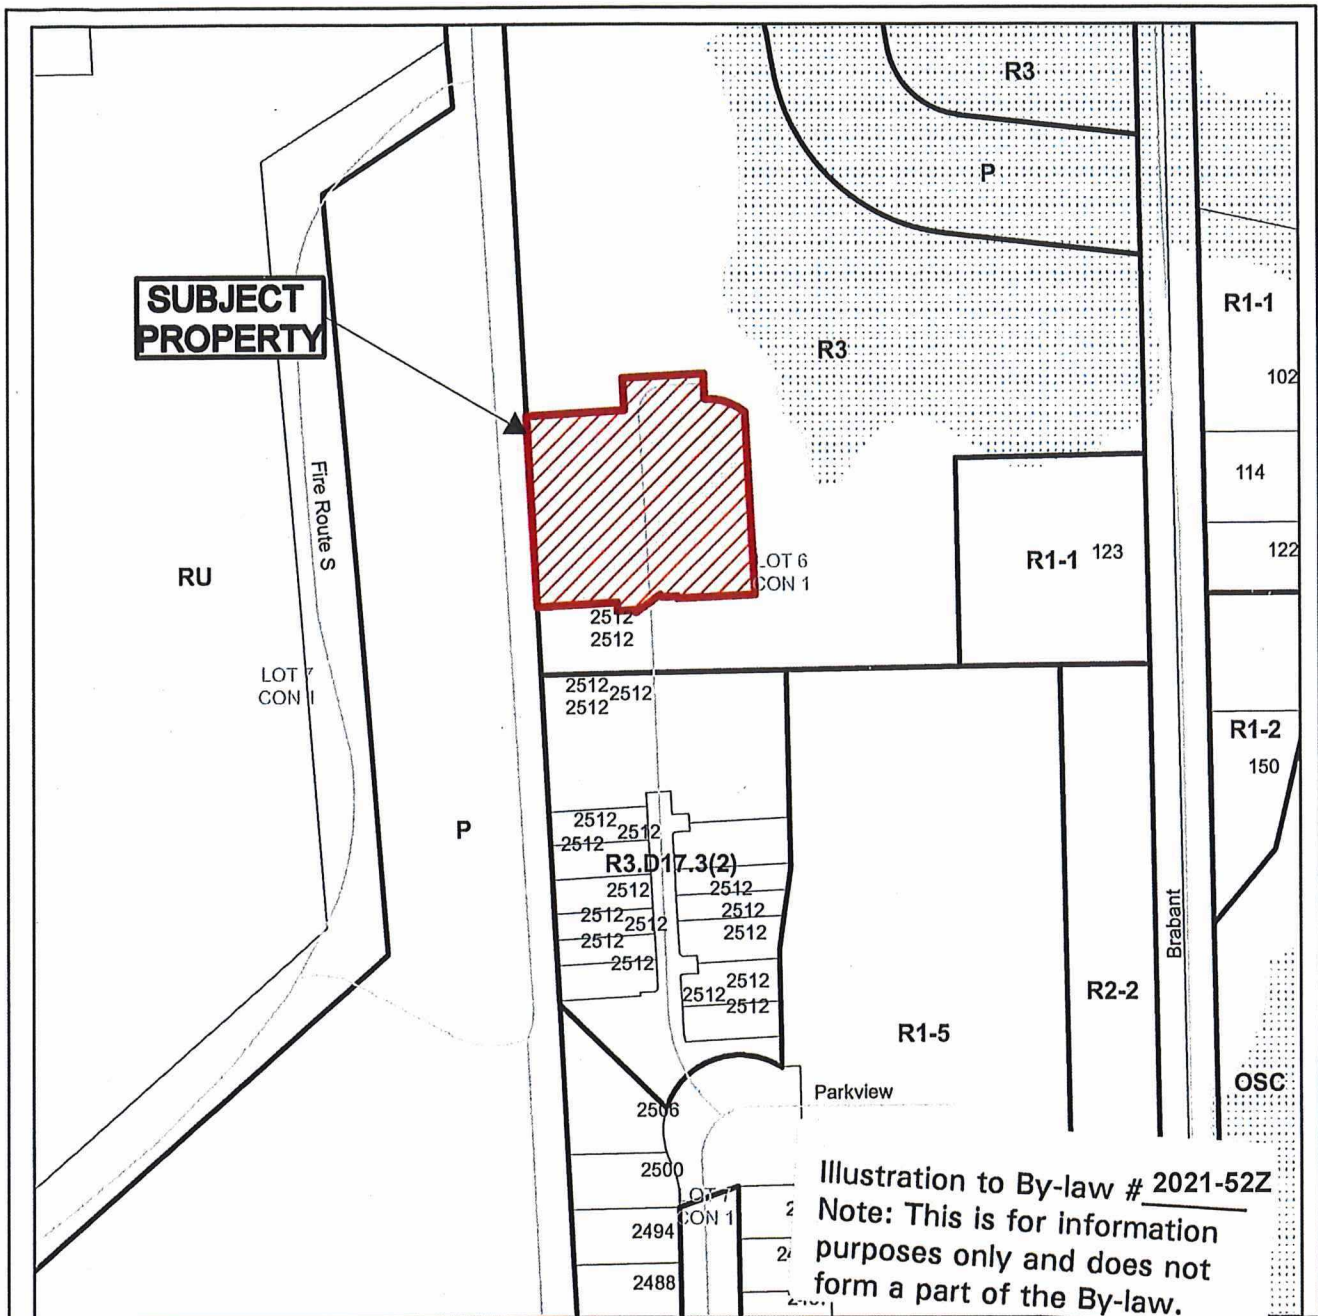 R3
P
SUBJECT
PROPERTY
R1-1
102
R3
114
122
Fire Route S
RU
LOT 6
CON 1
R1-1 123
2512
2512
LOT 7
CON 1
2512
2512
2512
R1-2
150
P
2512
2512
2512
R3.D17.3(2)
2512
2512
2512
2512
2512
2512
2512
2512
2512
2512
2512
Brabant
R2-2
R1-5
OSC
Parkview
2506
2500
LOT 7
CON 1
2494
2488
Illustration to By-law # 2021-52Z
Note: This is for information
purposes only and does not
form a part of the By-law.